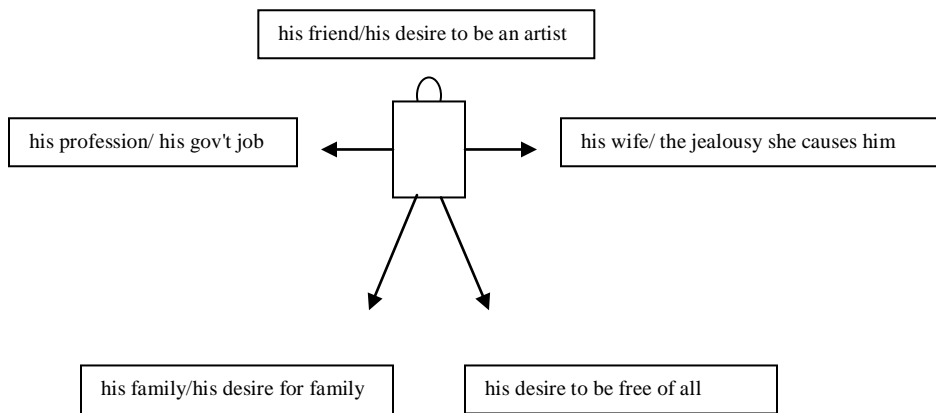 his friend/his desire to be an artist
his profession/ his gov't job
his wife/ the jealousy she causes him
his family/his desire for family
his desire to be free of all